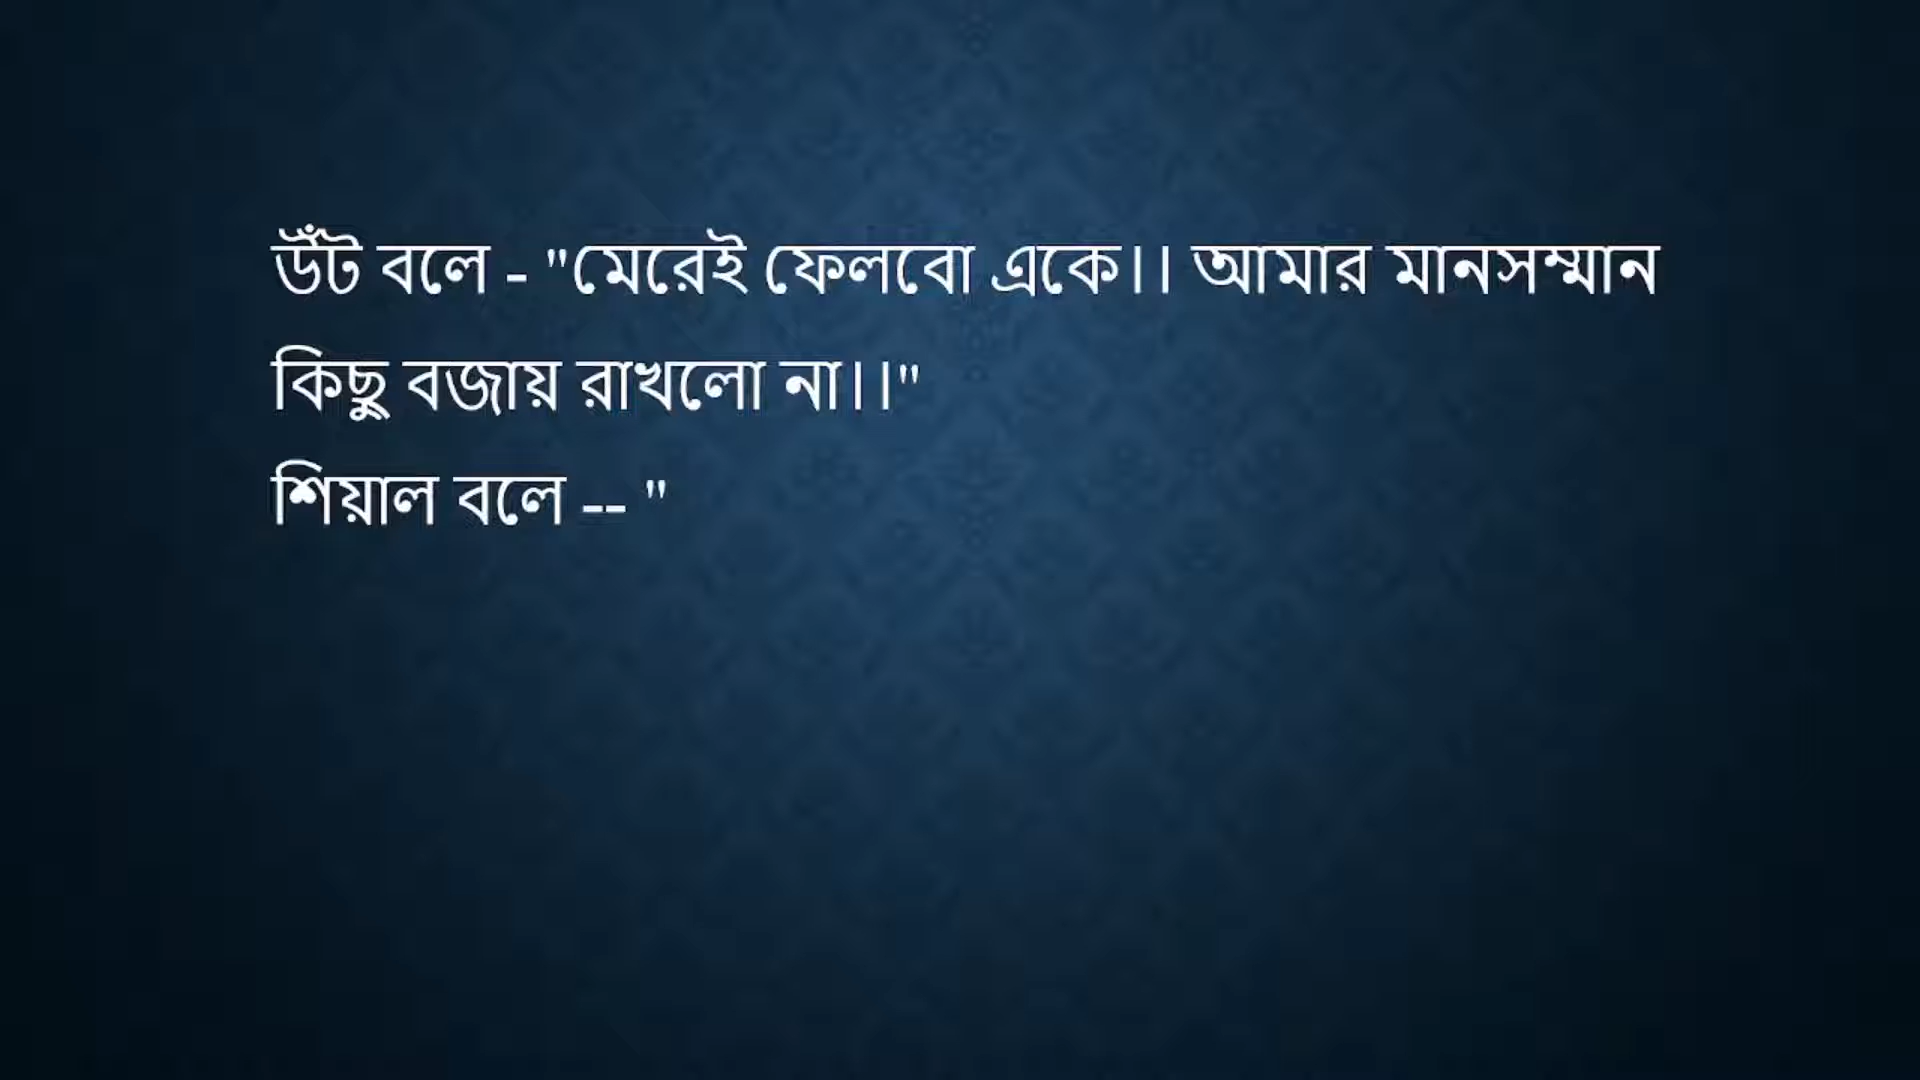 উঁট বলে - "মেরেই ফেলবো একে।। আমার মানসম্মান
কিছু বজায় রাখলো না।।"
শিয়াল বলে -- "